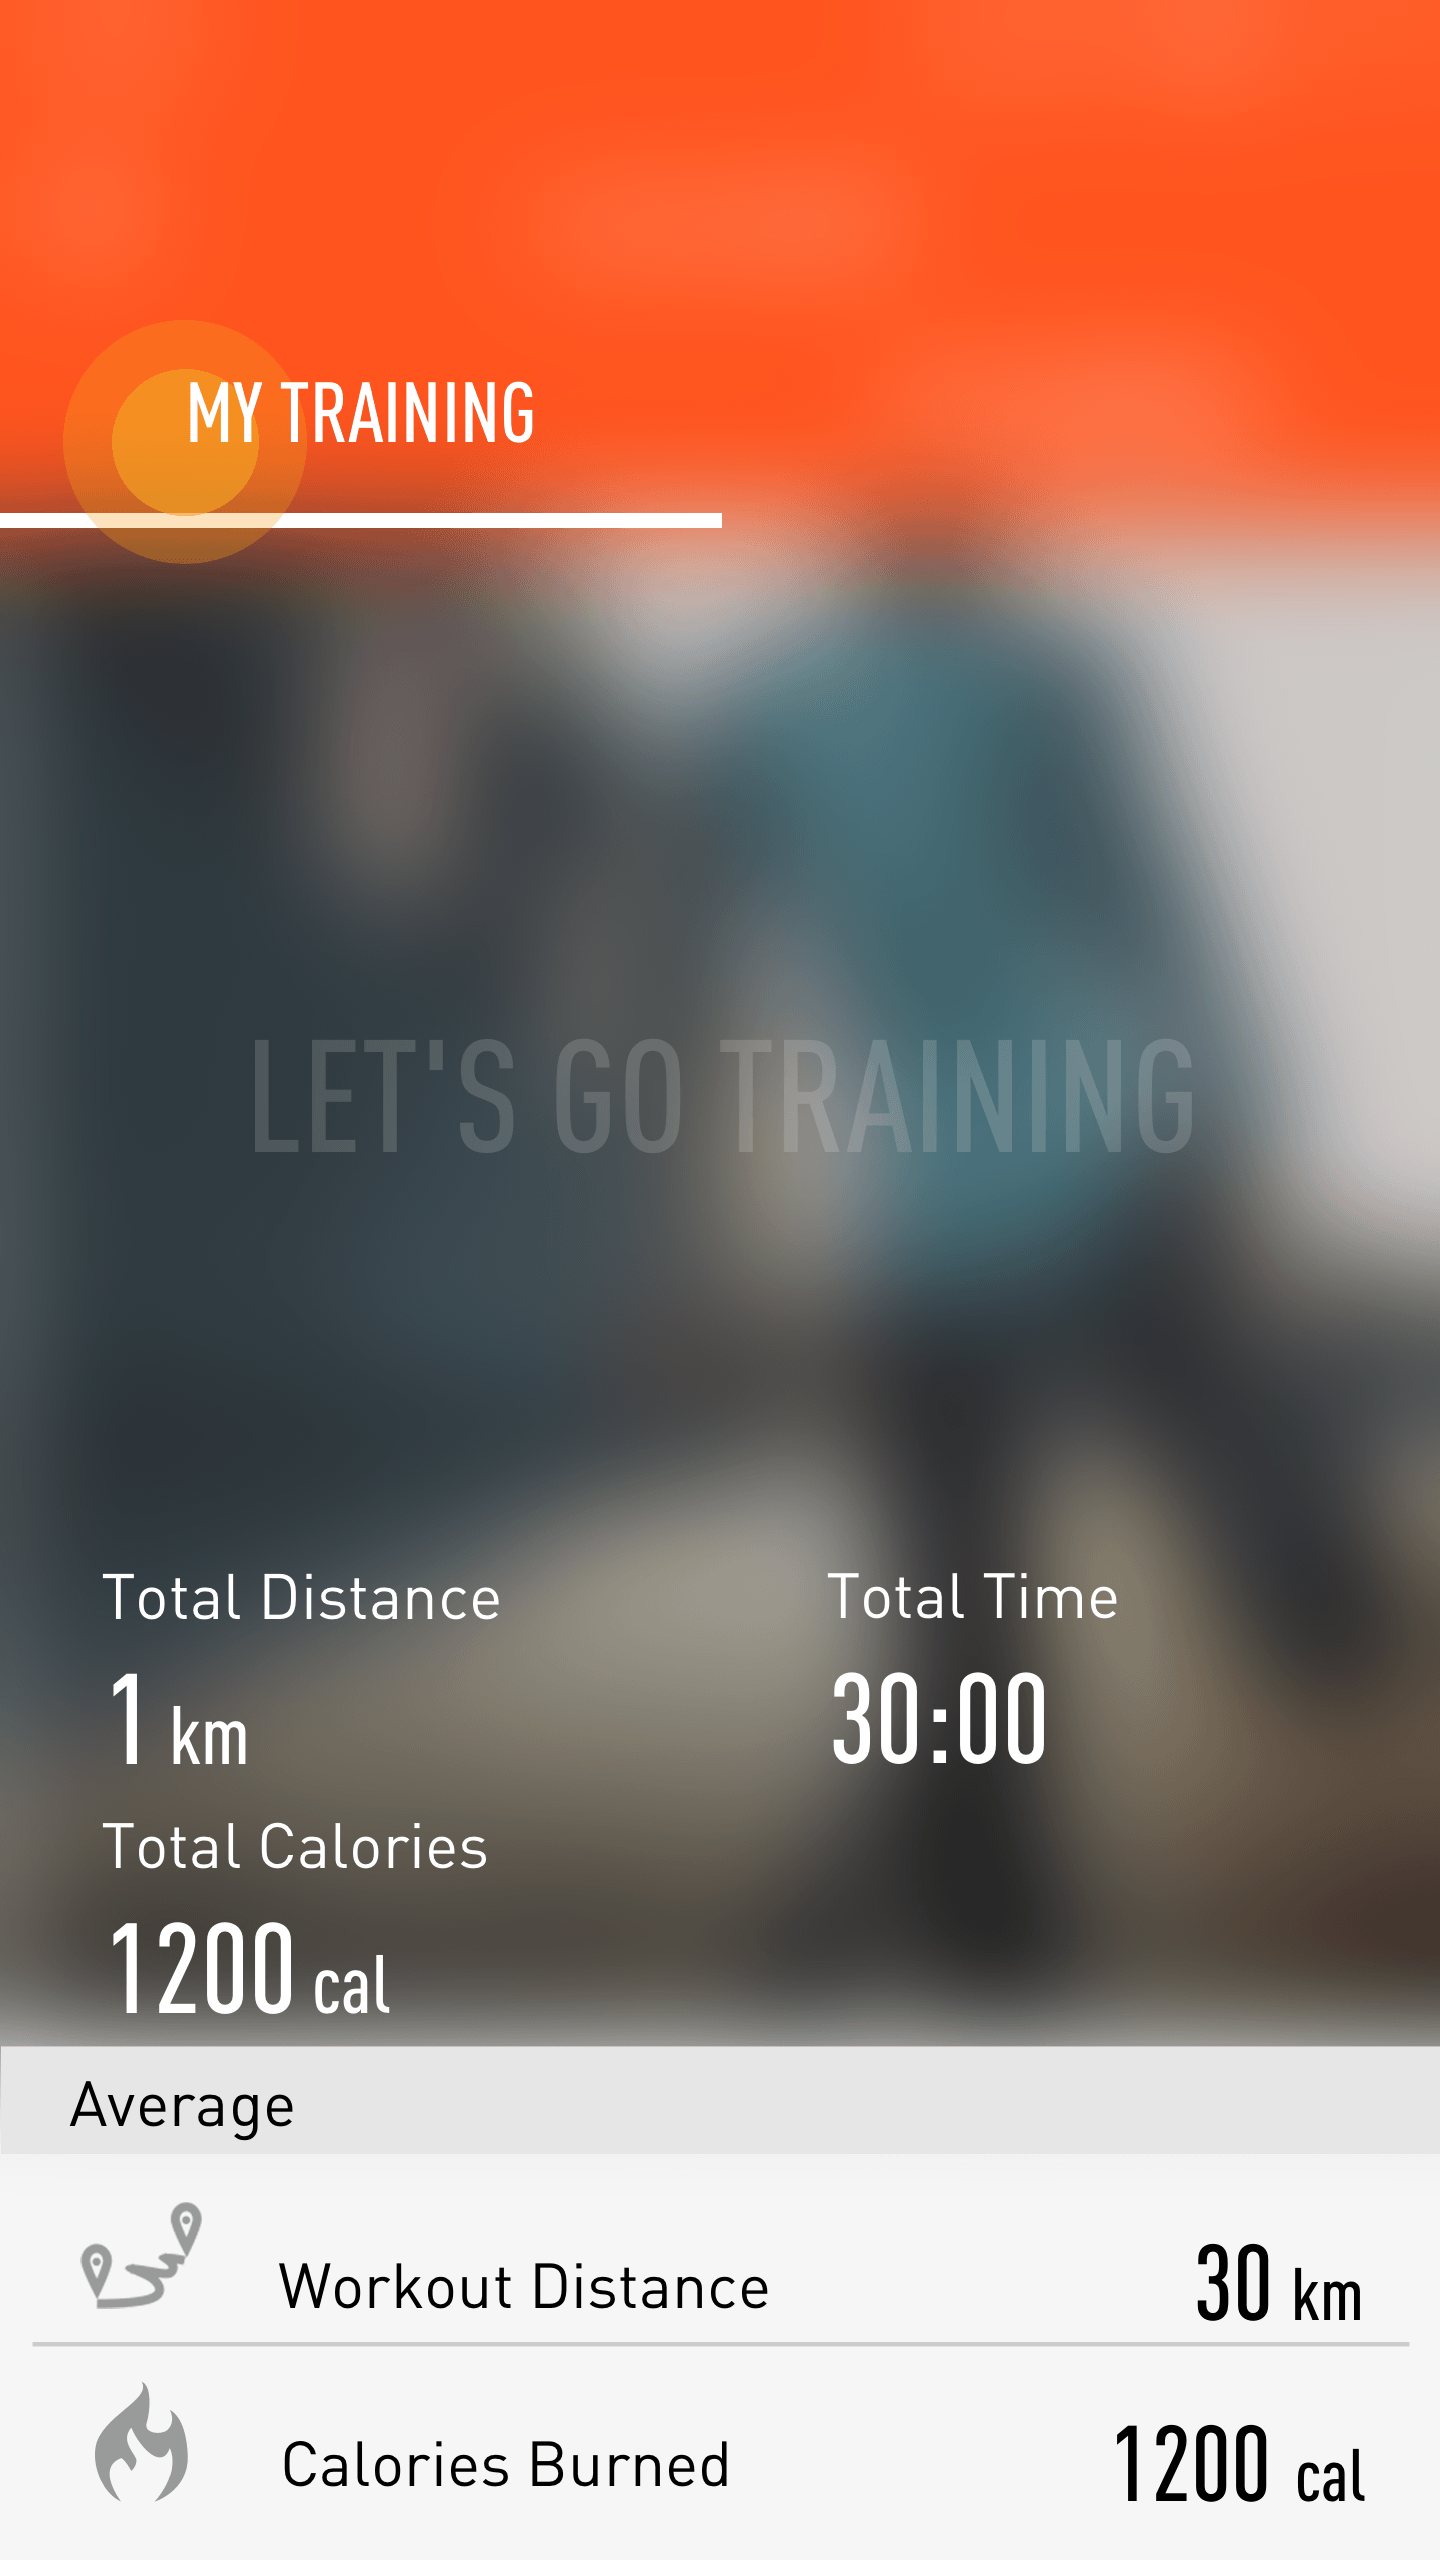 MY TRAINING
LET'S GO TRAINING
Total Distance
1 km
Total Time
30:00
Total Calories
1200 cal
Average
Workout Distance 30 km
Calories Burned 1200 cal